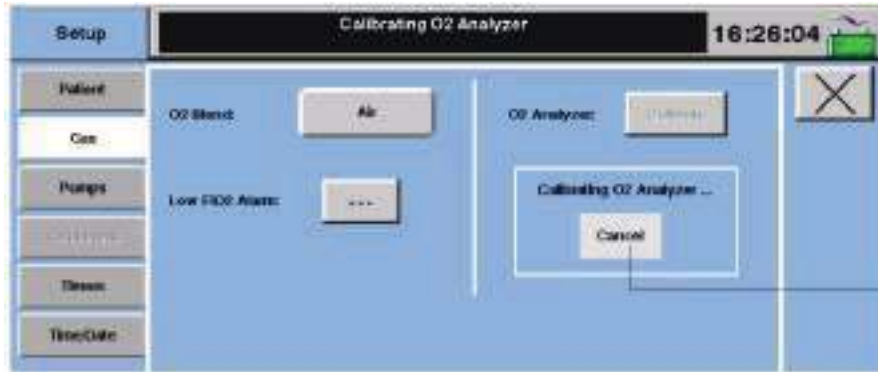 Setup
Calibrating O2 Analyzer
16:26:04
Patient
Gas
Pumps
Timers
Time/Date
O2 Blend:
Air
Low FIO2 Alarm:
---
O2 Analyzer:
Calibrating O2 Analyzer ...
Cancel